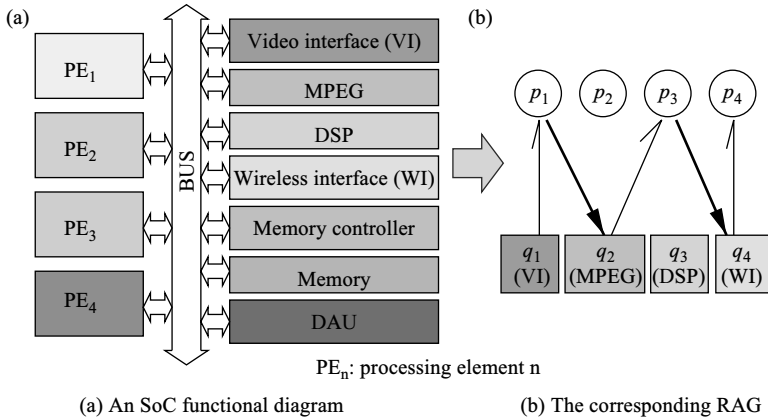 (a)
PE1
PE2
PE3
PE4
BUS
Video interface (VI)
MPEG
DSP
Wireless interface (WI)
Memory controller
Memory
DAU
PEn: processing element n
(a) An SoC functional diagram
(b)
p1
p2
p3
p4
q1
(VI)
q2
(MPEG)
q3
(DSP)
q4
(WI)
(b) The corresponding RAG